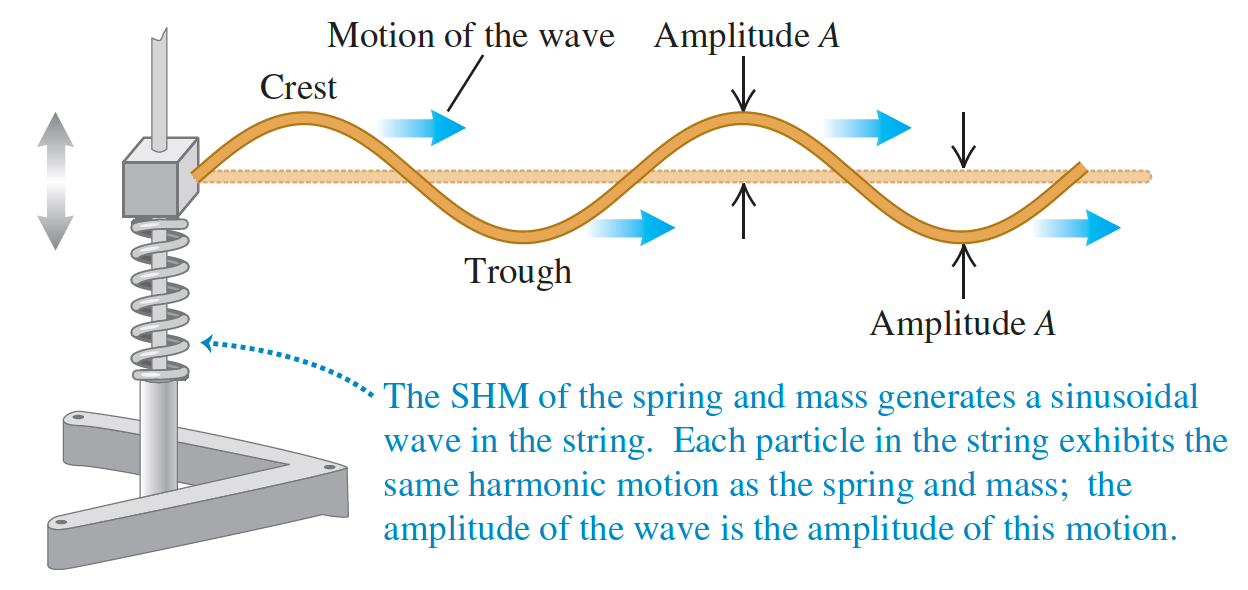 Motion of the wave
Amplitude A
Crest
Trough
Amplitude A
The SHM of the spring and mass generates a sinusoidal
wave in the string. Each particle in the string exhibits the
same harmonic motion as the spring and mass; the
amplitude of the wave is the amplitude of this motion.